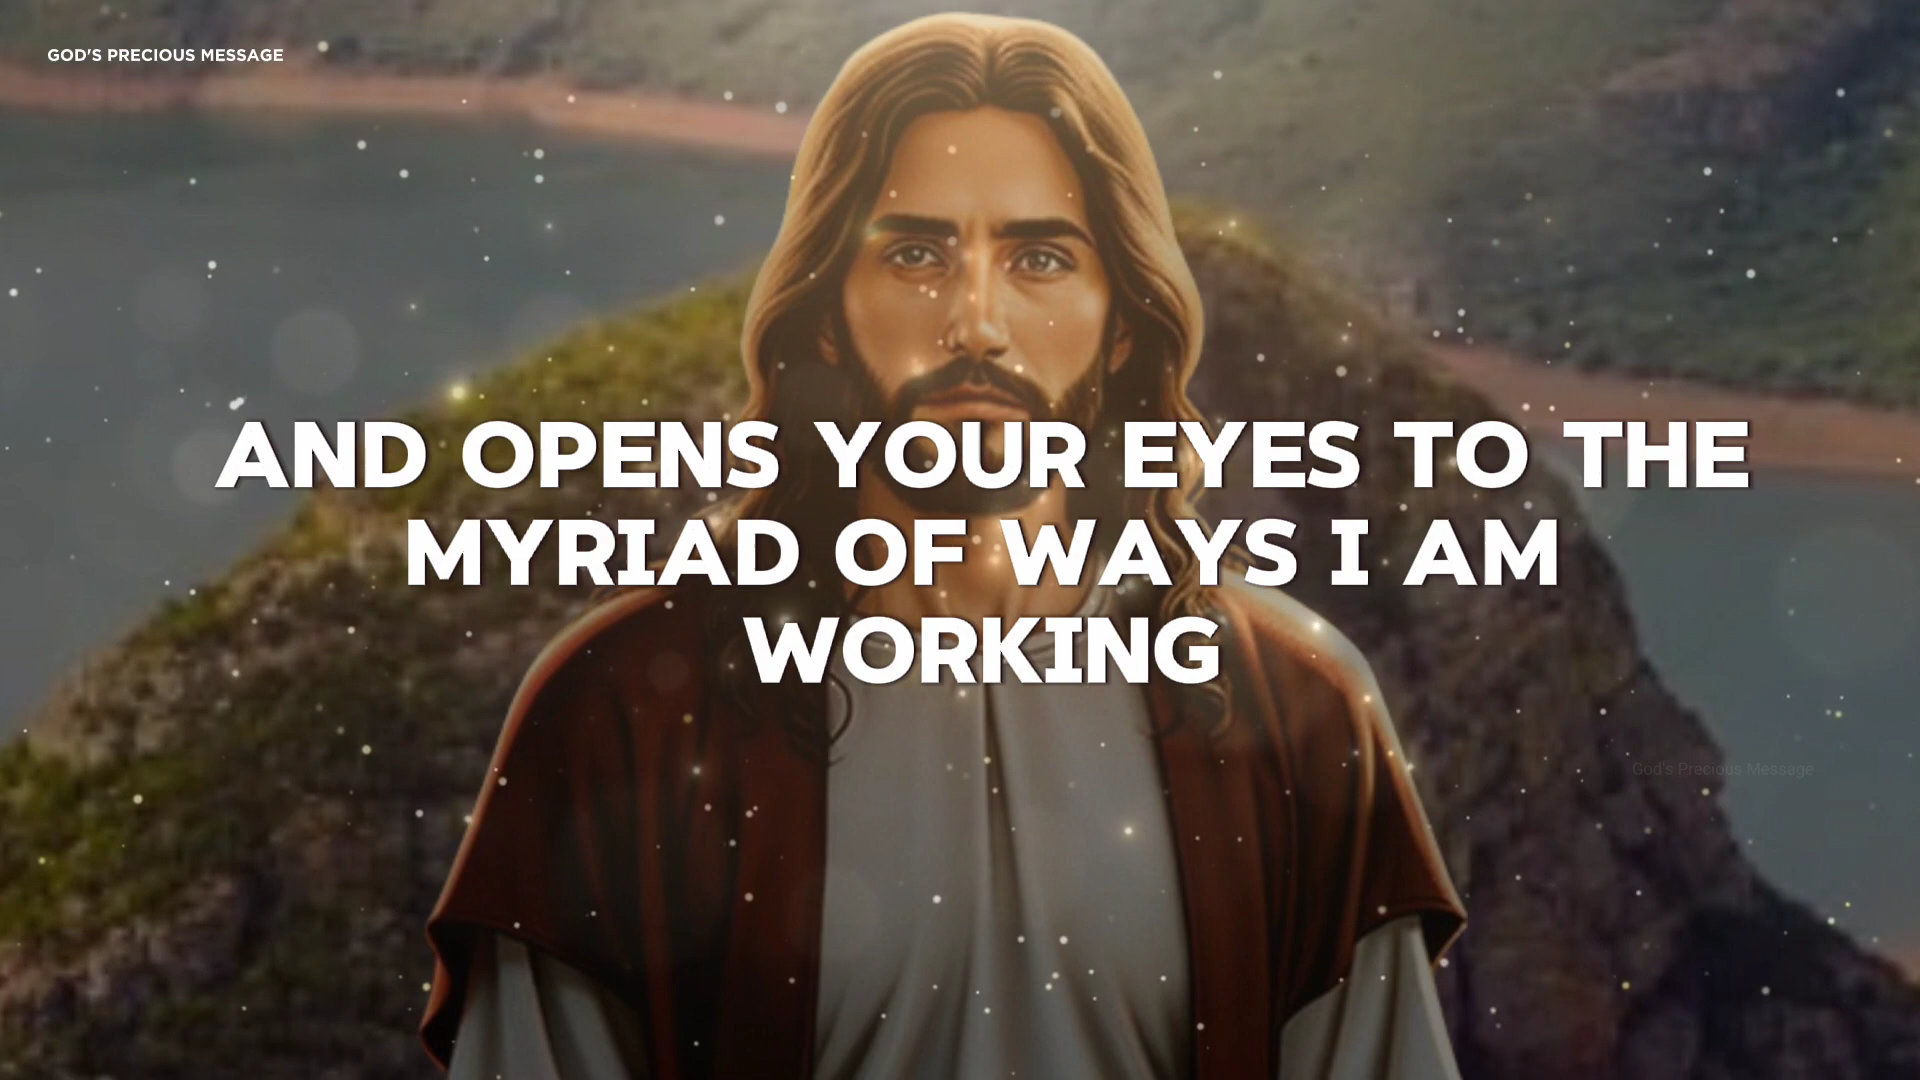 GOD'S PRECIOUS MESSAGE
AND OPENS YOUR EYES TO THE
MYRIAD OF WAYS I AM
WORKING
God's Precious Message